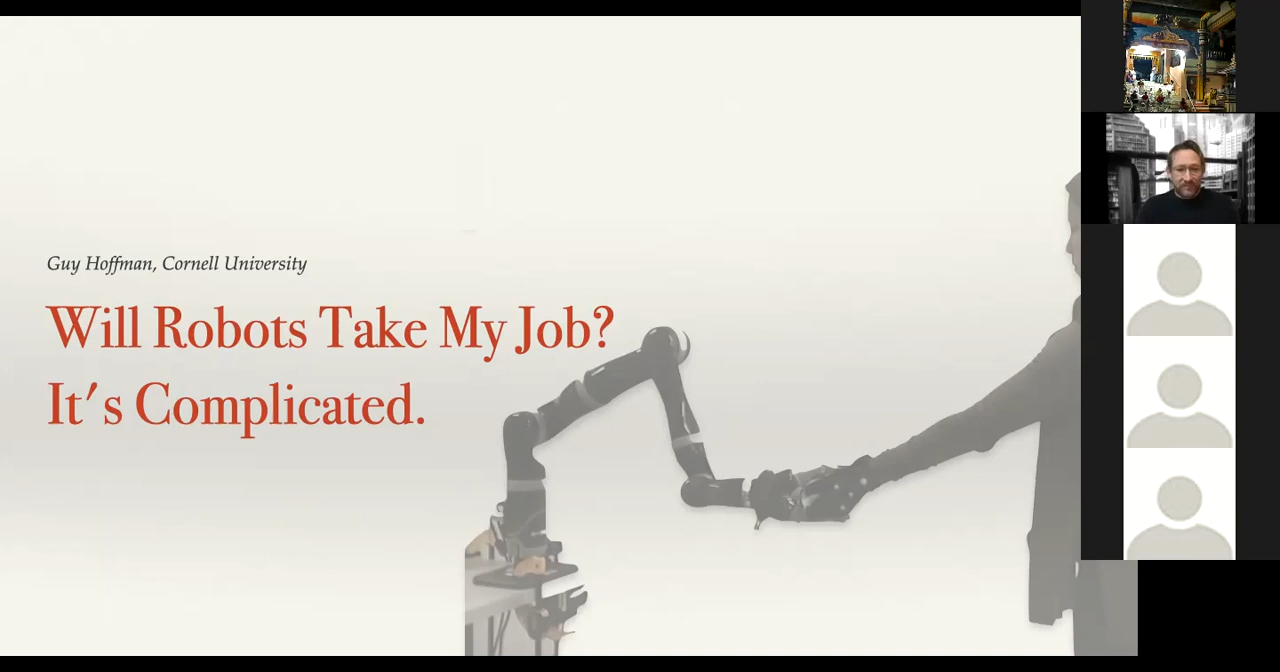 Guy Hoffman, Cornell University
Will Robots Take My Job?
It's Complicated.